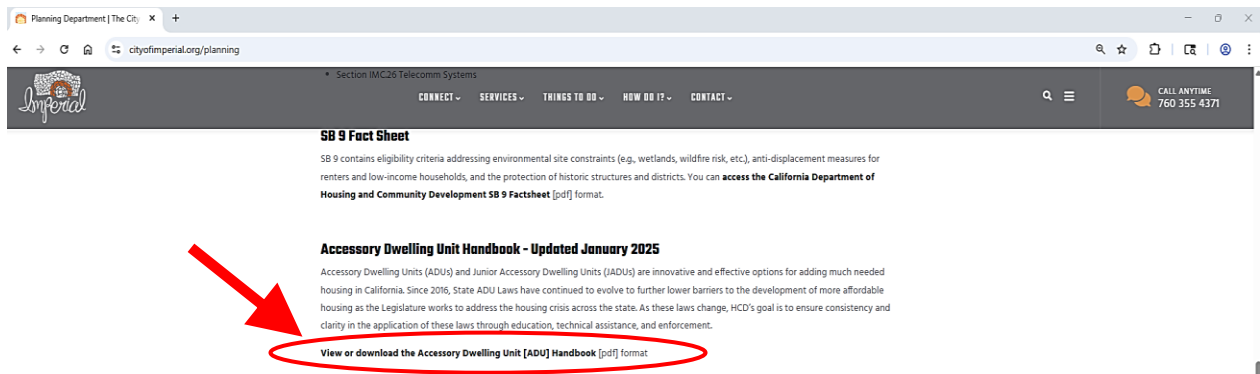 Planning Department | The City
cityofimperial.org/planning
• Section IMC.26 Telecomm Systems
Imperial
CONNECT SERVICES THINGS TO DO HOW DO I? CONTACT
CALL ANYTIME
760 355 4371
SB 9 Fact Sheet
SB 9 contains eligibility criteria addressing environmental site constraints (e.g., wetlands, wildfire risk, etc.), anti-displacement measures for
renters and low-income households, and the protection of historic structures and districts. You can access the California Department of
Housing and Community Development SB 9 Factsheet [pdf] format.
Accessory Dwelling Unit Handbook - Updated January 2025
Accessory Dwelling Units (ADUs) and Junior Accessory Dwelling Units (JADUs) are innovative and effective options for adding much needed
housing in California. Since 2016, State ADU Laws have continued to evolve to further lower barriers to the development of more affordable
housing as the Legislature works to address the housing crisis across the state. As these laws change, HCD's goal is to ensure consistency and
clarity in the application of these laws through education, technical assistance, and enforcement.
View or download the Accessory Dwelling Unit [ADU] Handbook [pdf] format